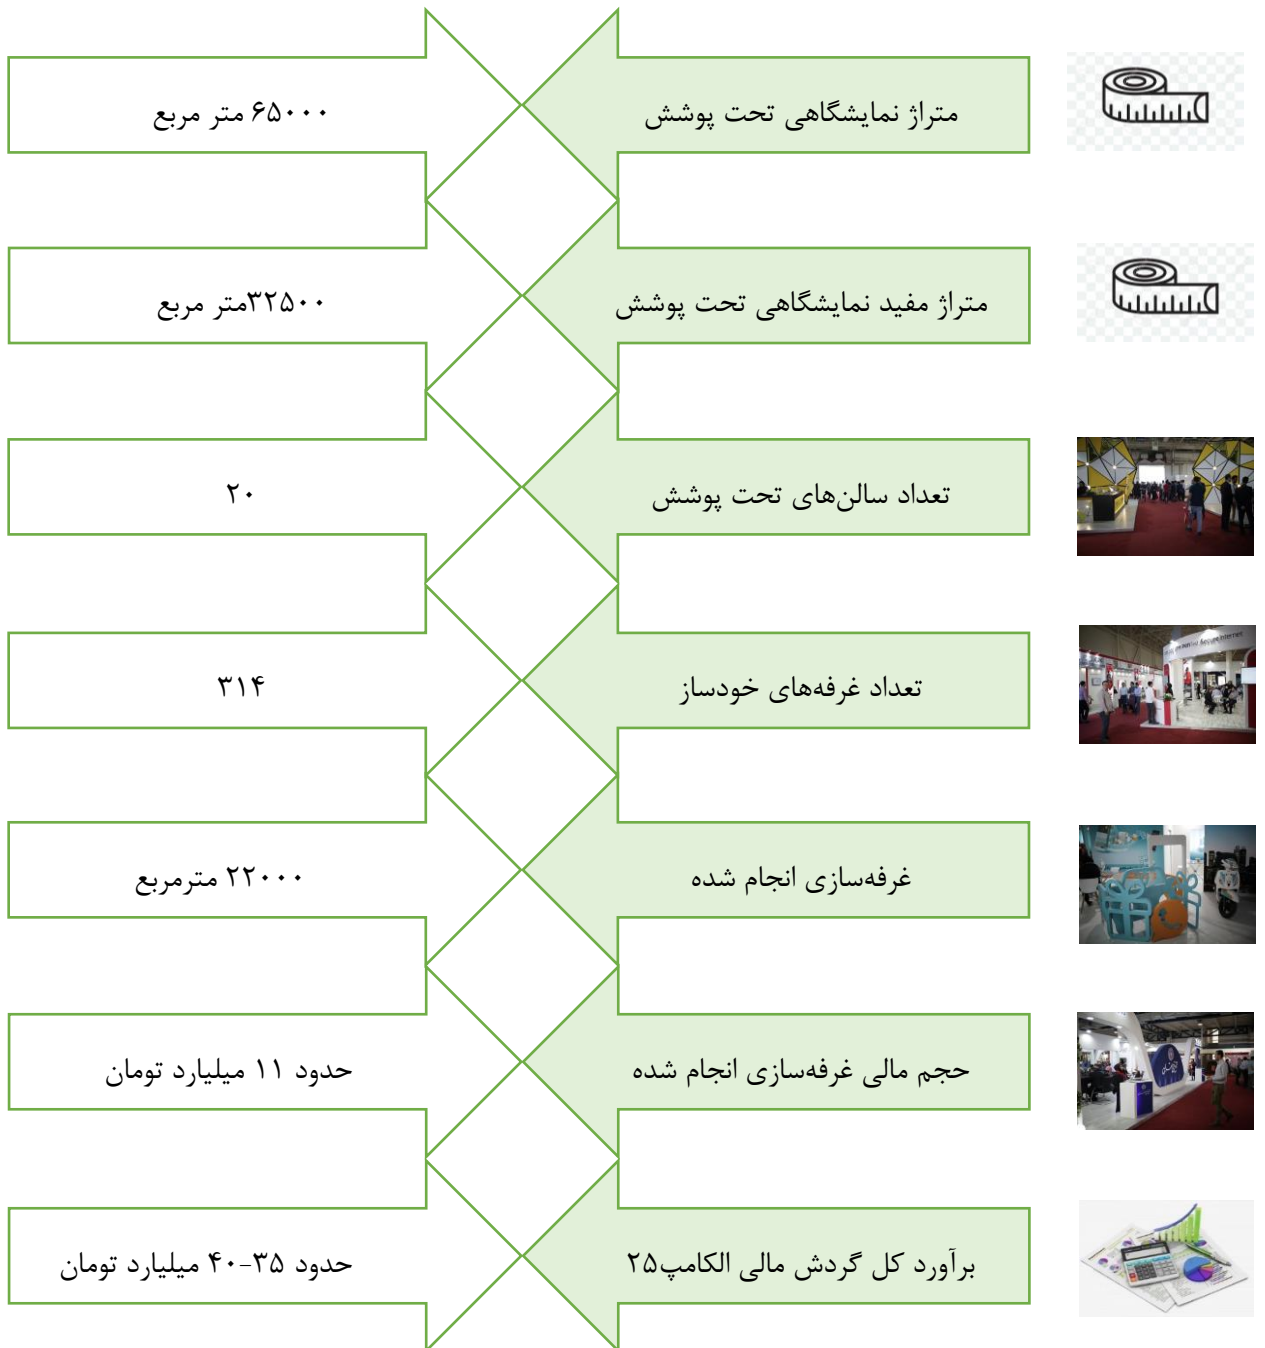 متراژ نمایشگاهی تحت پوشش
۶۵۰۰۰ متر مربع
متراژ مفید نمایشگاهی تحت پوشش
۳۲۵۰۰متر مربع
تعداد سالن‌های تحت پوشش
۲۰
تعداد غرفه‌های خودساز
۳۱۴
غرفه‌سازی انجام شده
۲۲۰۰۰ مترمربع
حجم مالی غرفه‌سازی انجام شده
حدود ۱۱ میلیارد تومان
برآورد کل گردش مالی الکامپ۲۵
حدود ۳۵-۴۰ میلیارد تومان